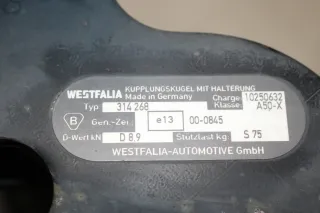 WESTFALIA KUPPLUNGSKUGEL MIT HALTERUNG
Made in Germany Charge: 10250632
Typ 314 268 Klasse: A50-X
B Gen.-Zei. e13 00-0845
D-Wert kN D 8.9 Stützlast kg: S 75
WESTFALIA-AUTOMOTIVE GmbH